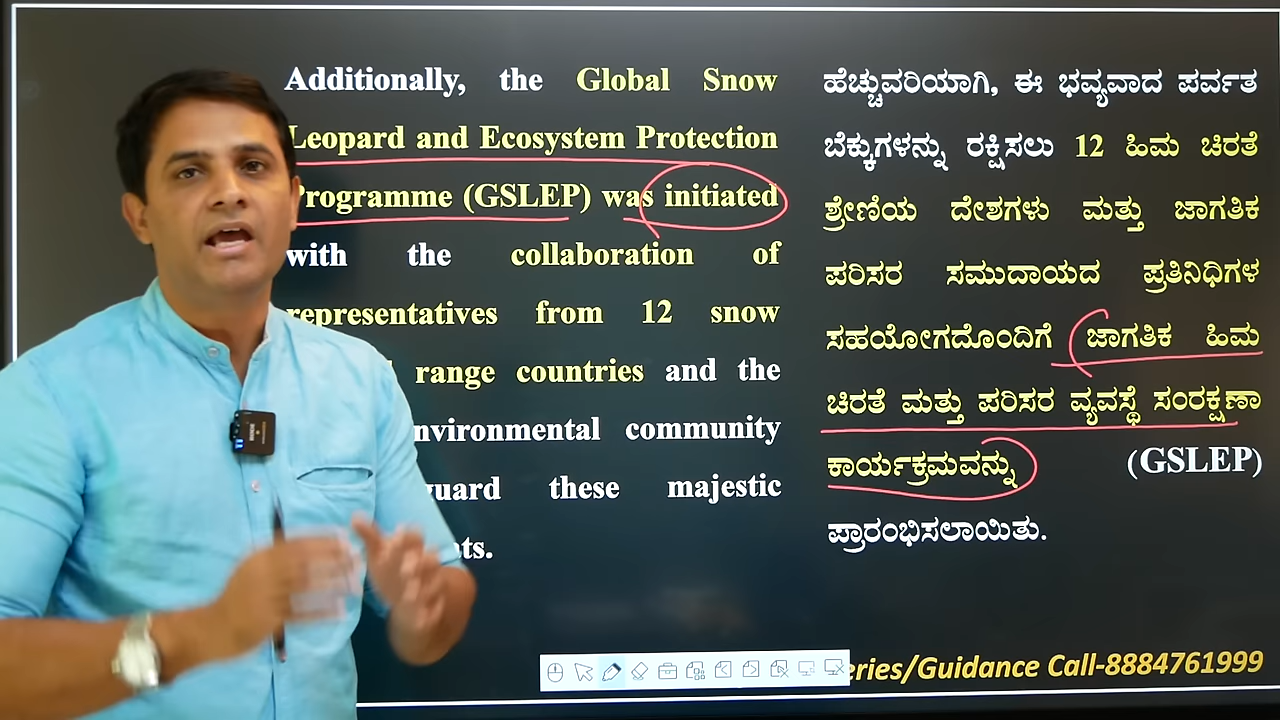 Additionally, the Global Snow
Leopard and Ecosystem Protection
Programme (GSLEP) was initiated
with the collaboration of
representatives from 12 snow
range countries and the
nvironmental community
guard these majestic
ts.
ಹೆಚ್ಚುವರಿಯಾಗಿ, ಈ ಭವ್ಯವಾದ ಪರ್ವತ
ಬೆಕ್ಕುಗಳನ್ನು ರಕ್ಷಿಸಲು 12 ಹಿಮ ಚಿರತೆ
ಶ್ರೇಣಿಯ ದೇಶಗಳು ಮತ್ತು ಜಾಗತಿಕ
ಪರಿಸರ ಸಮುದಾಯದ ಪ್ರತಿನಿಧಿಗಳ
ಸಹಯೋಗದೊಂದಿಗೆ ಜಾಗತಿಕ ಹಿಮ
ಚಿರತೆ ಮತ್ತು ಪರಿಸರ ವ್ಯವಸ್ಥೆ ಸಂರಕ್ಷಣಾ
ಕಾರ್ಯಕ್ರಮವನ್ನು (GSLEP)
ಪ್ರಾರಂಭಿಸಲಾಯಿತು.
eries/Guidance Call-8884761999